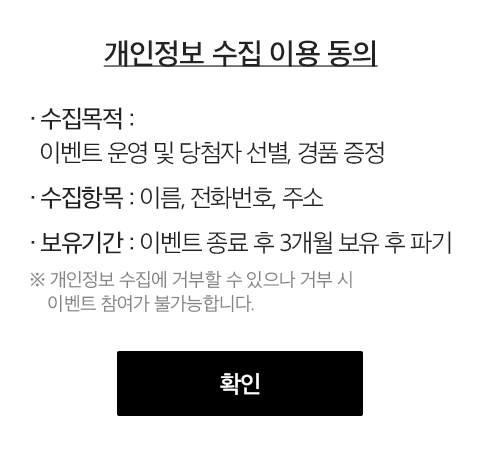 개인정보 수집 이용 동의
· 수집목적 :
이벤트 운영 및 당첨자 선별, 경품 증정
· 수집항목 : 이름, 전화번호, 주소
· 보유기간 : 이벤트 종료 후 3개월 보유 후 파기
※ 개인정보 수집에 거부할 수 있으나 거부 시
이벤트 참여가 불가능합니다.
확인